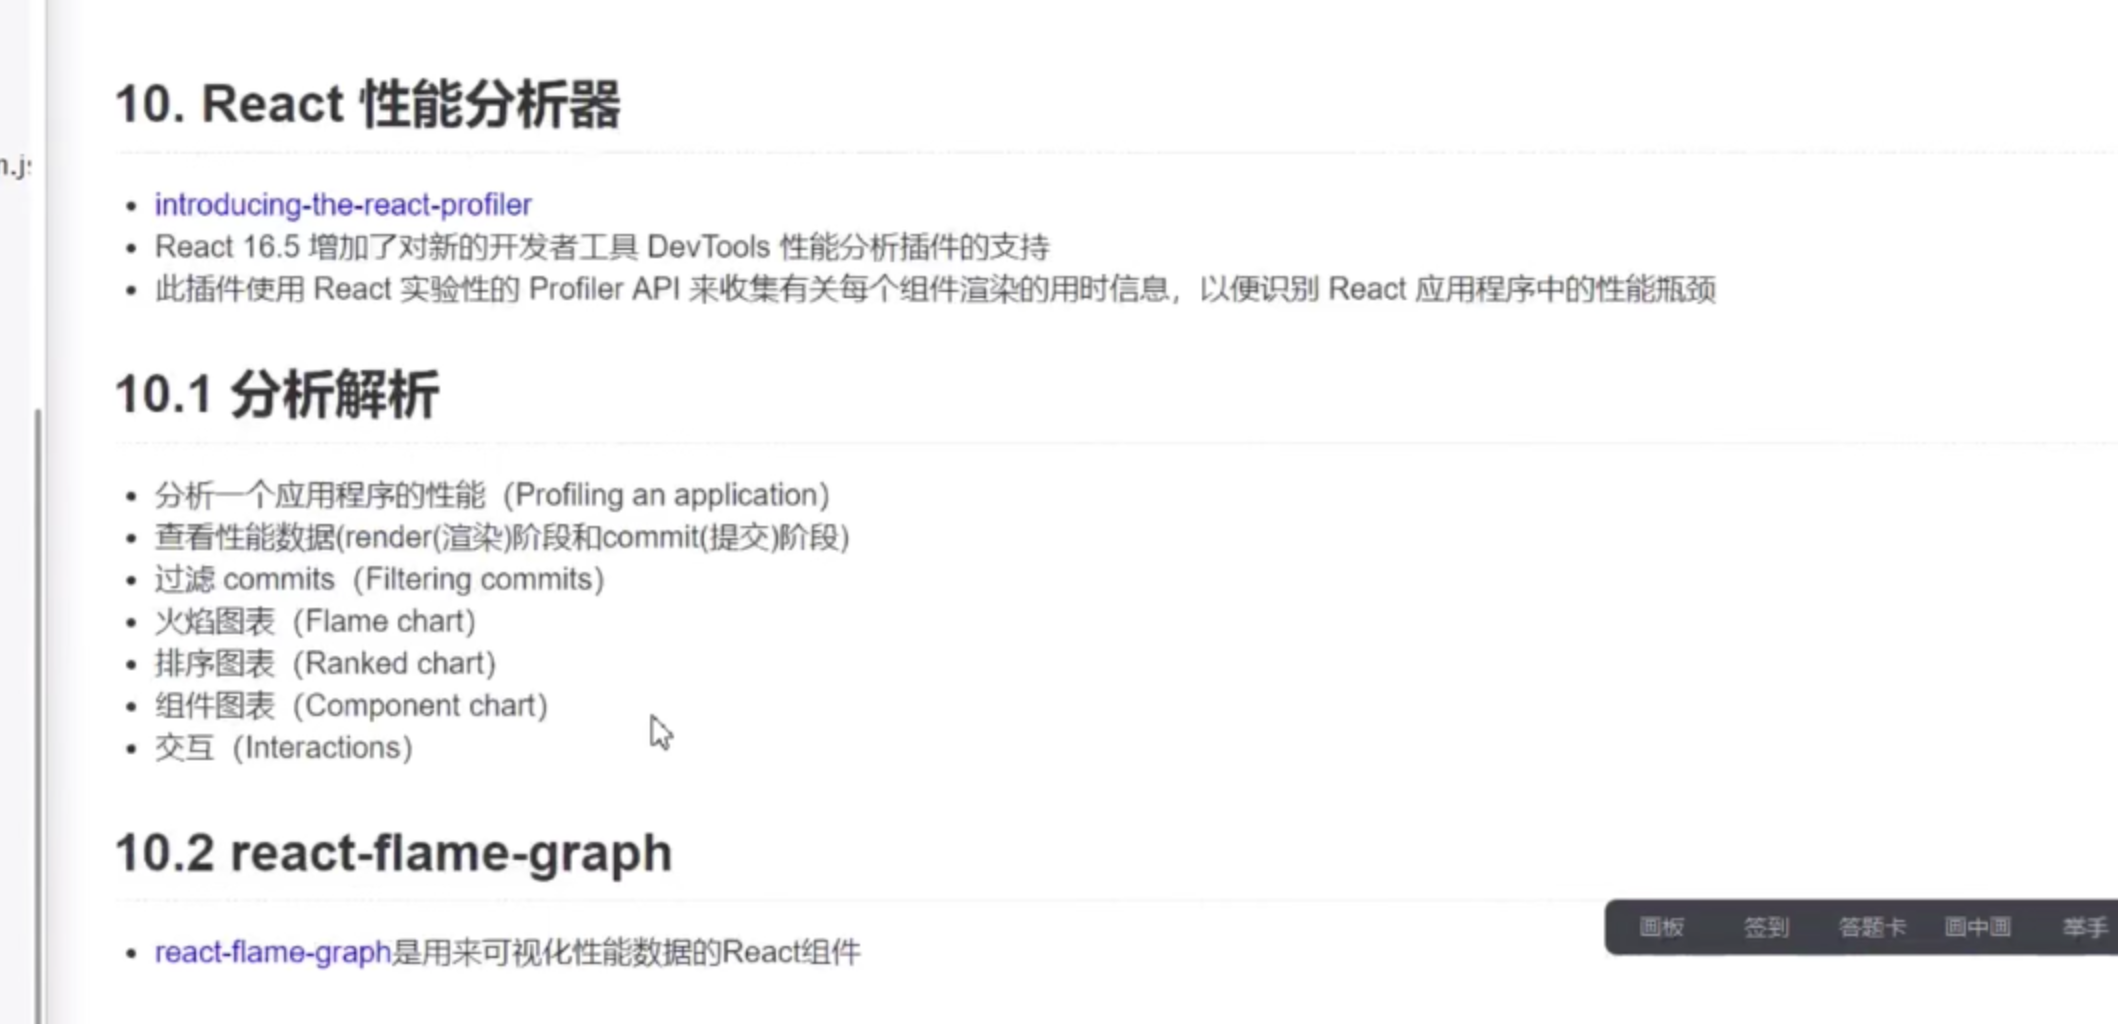 10. React 性能分析器
introducing-the-react-profiler
React 16.5 增加了对新的开发者工具 DevTools 性能分析插件的支持
此插件使用 React 实验性的 Profiler API 来收集有关每个组件渲染的用时信息，以便识别 React 应用程序中的性能瓶颈
10.1 分析解析
分析一个应用程序的性能（Profiling an application）
查看性能数据(render(渲染)阶段和commit(提交)阶段)
过滤 commits（Filtering commits）
火焰图表（Flame chart）
排序图表（Ranked chart）
组件图表（Component chart）
交互（Interactions）
10.2 react-flame-graph
react-flame-graph是用来可视化性能数据的React组件
画板 签到 答题卡 画中画 举手